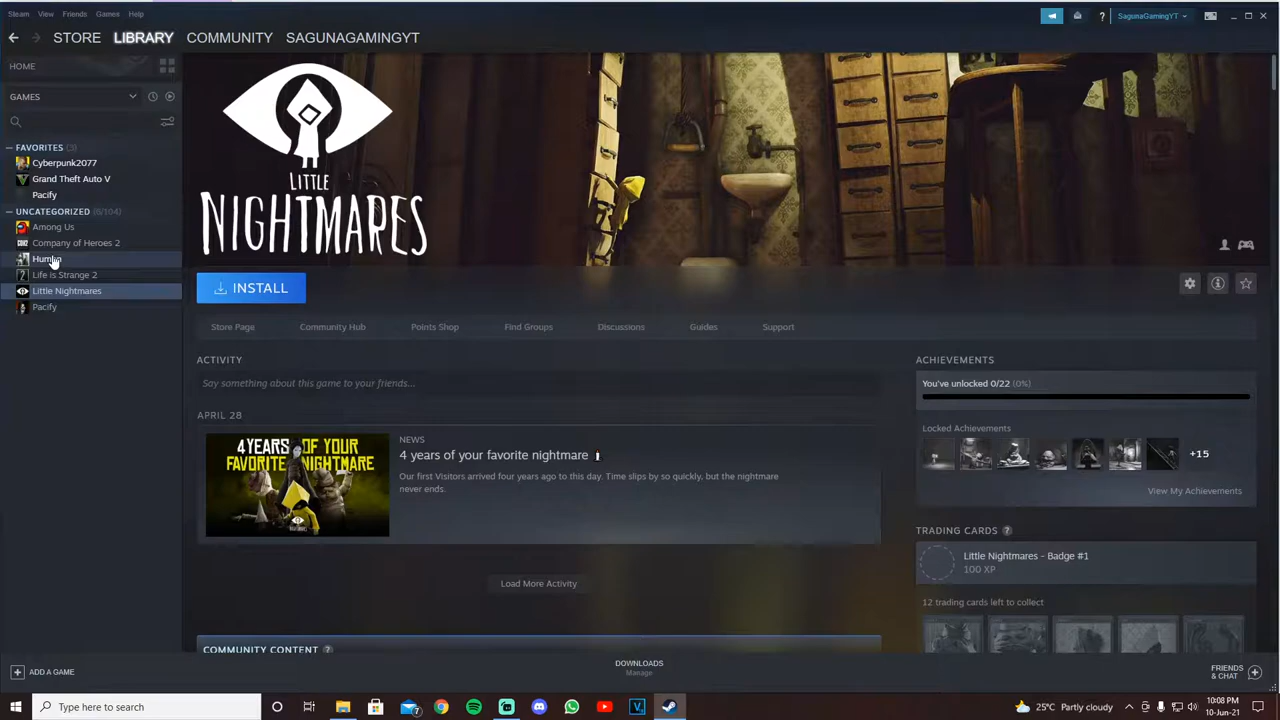 Steam View Friends Games Help
SagunaGamingYT
STORE LIBRARY COMMUNITY SAGUNAGAMINGYT
HOME
GAMES
FAVORITES (3)
Cyberpunk2077
Grand Theft Auto V
Pacify
UNCATEGORIZED (6/104)
Among Us
Company of Heroes 2
Life is Strange 2
Little Nightmares
Pacify
LITTLE
NIGHTMARES
INSTALL
Store Page Community Hub Points Shop Find Groups Discussions Guides Support
ACTIVITY
Say something about this game to your friends...
APRIL 28
4 YEARS OF YOUR
FAVORITE NIGHTMARE
NEWS
4 years of your favorite nightmare
Our first Visitors arrived four years ago to this day. Time slips by so quickly, but the nightmare
never ends.
Load More Activity
COMMUNITY CONTENT ?
ACHIEVEMENTS
You've unlocked 0/22 (0%)
Locked Achievements
+15
View My Achievements
TRADING CARDS ?
Little Nightmares - Badge #1
100 XP
12 trading cards left to collect
ADD A GAME
DOWNLOADS
Manage
FRIENDS
& CHAT
Type here to search
7
25°C Partly cloudy
10:08 PM
10-Jun-21